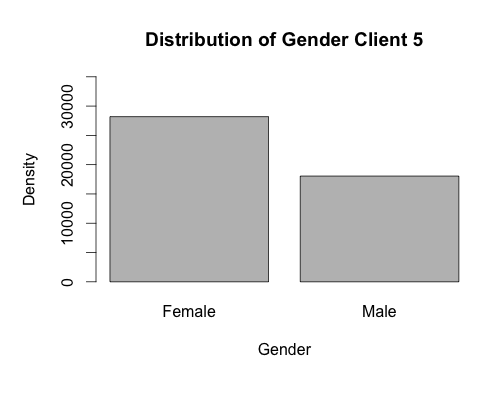 Distribution of Gender Client 5
Density
30000
20000
10000
0
Female Male
Gender